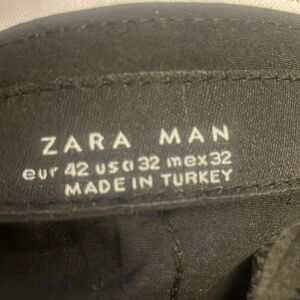 ZARA MAN
eur 42 usa 32 mex 32
MADE IN TURKEY